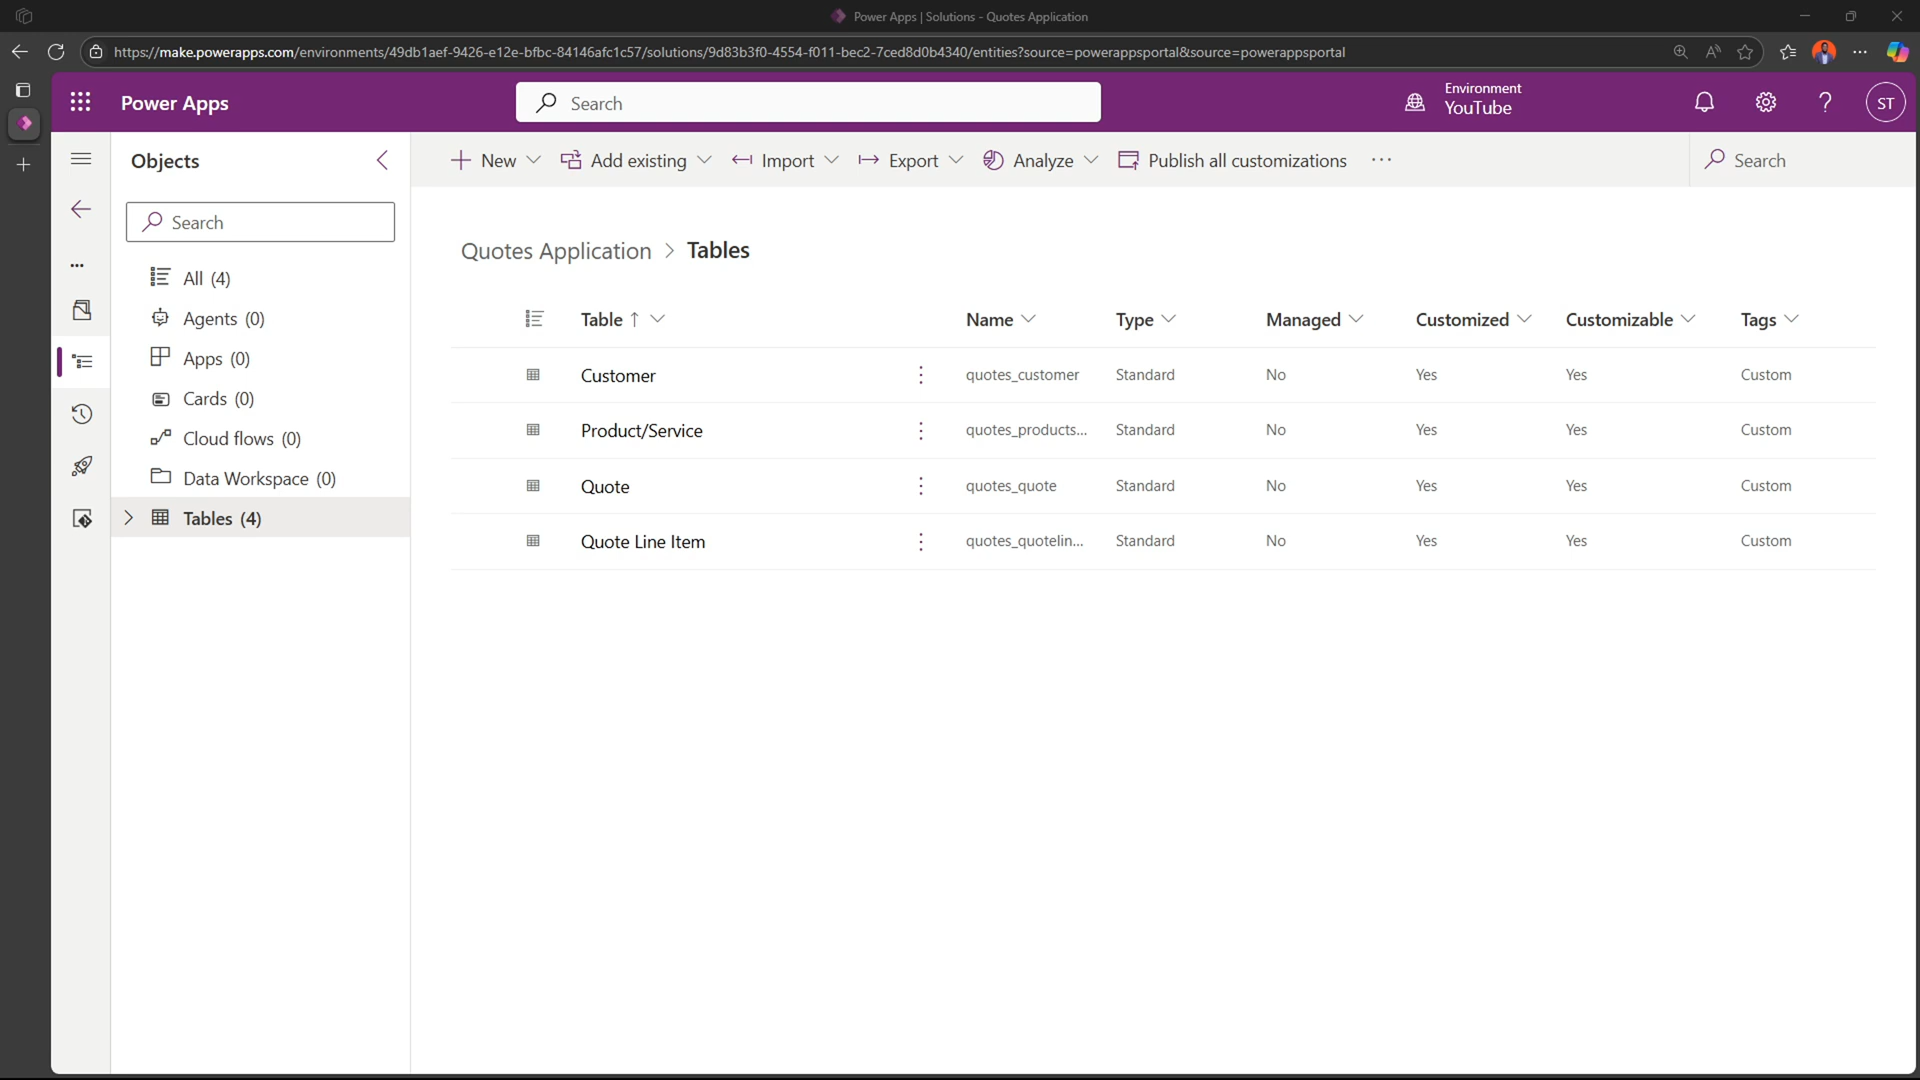 Power Apps | Solutions - Quotes Application
https://make.powerapps.com/environments/49db1aef-9426-e12e-bfbc-84146afc1c57/solutions/9d83b3f0-4554-f011-bec2-7ced8d0b4340/entities?source=powerappsportal&source=powerappsportal
Power Apps
Search
Environment
YouTube
ST
Objects
New
Add existing
Import
Export
Analyze
Publish all customizations
Search
Search
All (4)
Agents (0)
Apps (0)
Cards (0)
Cloud flows (0)
Data Workspace (0)
Tables (4)
Quotes Application > Tables
Table ↑ Name Type Managed Customized Customizable Tags
Customer quotes_customer Standard No Yes Yes Custom
Product/Service quotes_products... Standard No Yes Yes Custom
Quote quotes_quote Standard No Yes Yes Custom
Quote Line Item quotes_quotelin... Standard No Yes Yes Custom